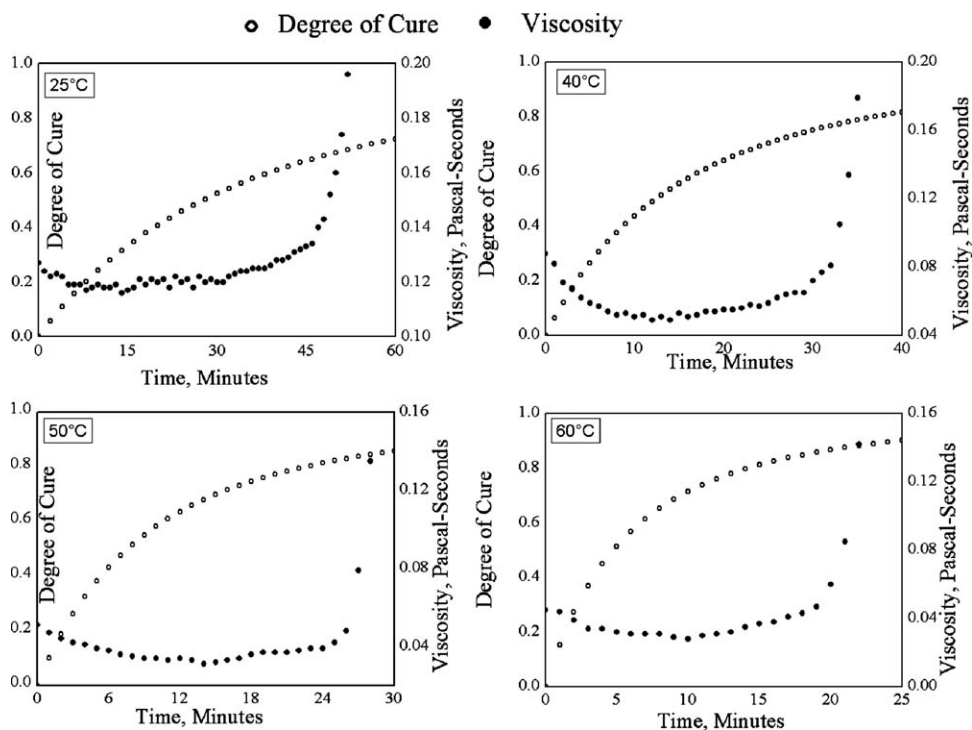 Degree of Cure Viscosity
25°C
1.0
0.8
0.6
0.4
0.2
0.0
Degree of Cure
0.20
0.18
0.16
0.14
0.12
0.10
Viscosity, Pascal-Seconds
0 15 30 45 60
Time, Minutes
40°C
1.0
0.8
0.6
0.4
0.2
0.0
Degree of Cure
0.20
0.16
0.12
0.08
0.04
Viscosity, Pascal-Seconds
0 10 20 30 40
Time, Minutes
50°C
1.0
0.8
0.6
0.4
0.2
0.0
Degree of Cure
0.16
0.12
0.08
0.04
Viscosity, Pascal-Seconds
0 6 12 18 24 30
Time, Minutes
60°C
1.0
0.8
0.6
0.4
0.2
0.0
Degree of Cure
0.16
0.12
0.08
0.04
0.00
Viscosity, Pascal-Seconds
0 5 10 15 20 25
Time, Minutes